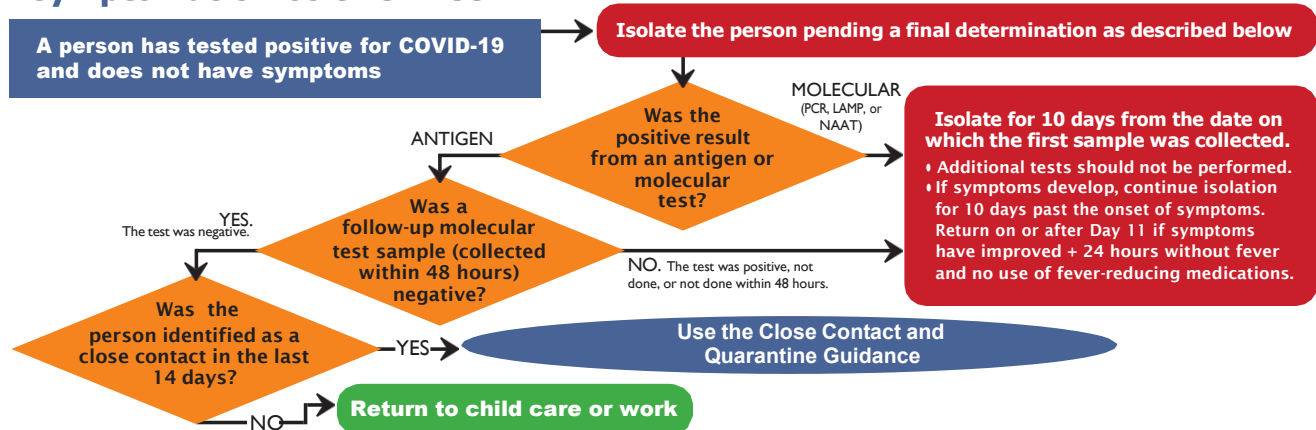 A person has tested positive for COVID-19
and does not have symptoms
Isolate the person pending a final determination as described below
Was the
positive result
from an antigen or
molecular
test?
MOLECULAR
(PCR, LAMP, or
NAAT)
Isolate for 10 days from the date on
which the first sample was collected.
• Additional tests should not be performed.
• If symptoms develop, continue isolation
for 10 days past the onset of symptoms.
Return on or after Day 11 if symptoms
have improved + 24 hours without fever
and no use of fever-reducing medications.
ANTIGEN
Was a
follow-up molecular
test sample (collected
within 48 hours)
negative?
YES.
The test was negative.
NO. The test was positive, not
done, or not done within 48 hours.
Was the
person identified as a
close contact in the last
14 days?
YES
Use the Close Contact and
Quarantine Guidance
NO
Return to child care or work